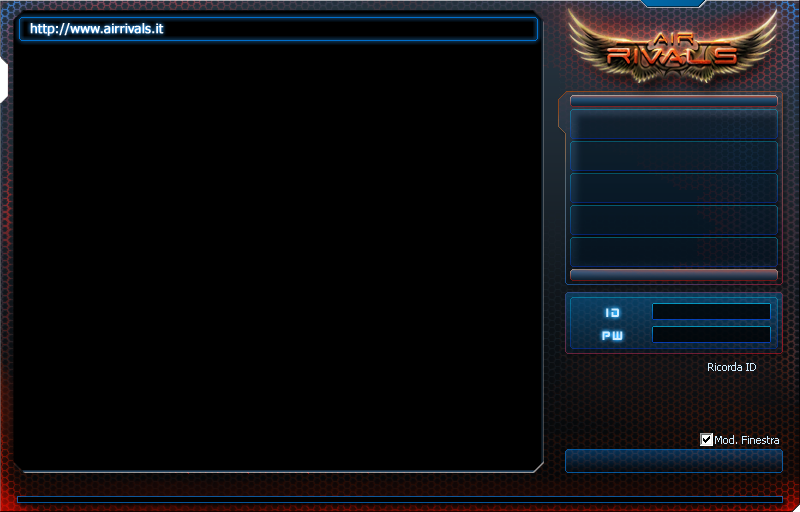 http://www.airrivals.it
AIR
RIVALS
ID
PW
Ricorda ID
Mod. Finestra